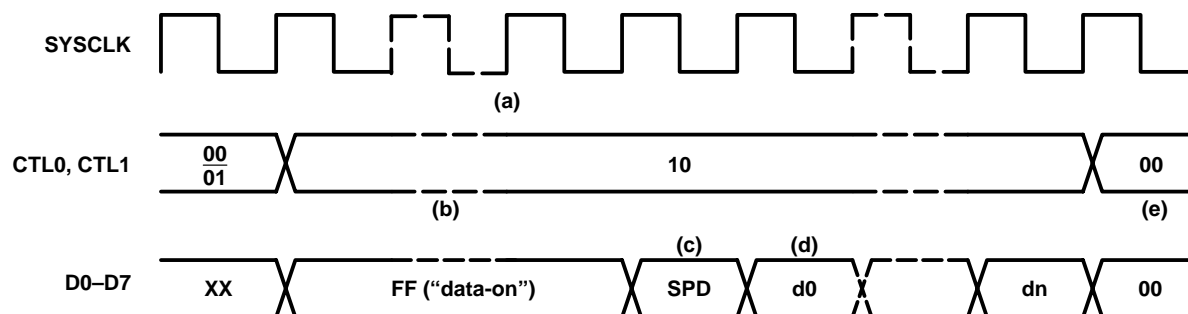 SYSCLK
(a)
CTL0, CTL1
00
01
10
00
(b)
(e)
(c)
(d)
D0–D7
XX
FF (“data-on”)
SPD
d0
dn
00